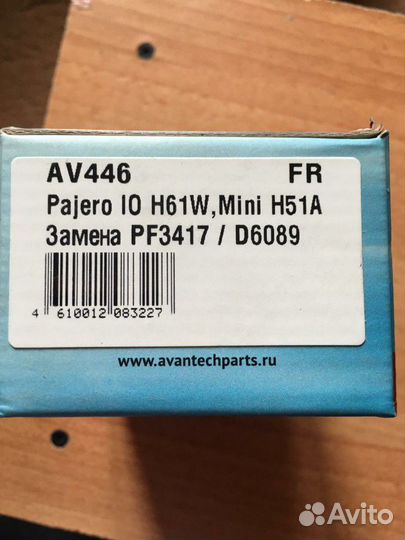 AV446 FR
Pajero IO H61W,Mini H51A
Замена PF3417 / D6089
4 610012 083227
www.avantechparts.ru
Avito